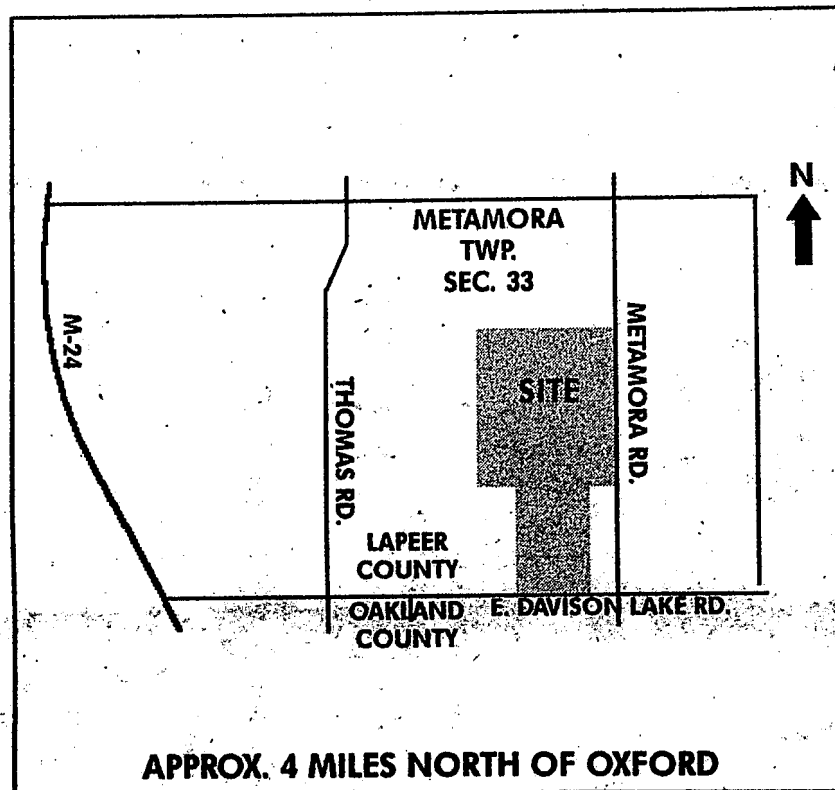 N
METAMORA
TWP.
SEC. 33
M-24
THOMAS RD.
SITE
METAMORA RD.
LAPEER
COUNTY
OAKLAND
COUNTY
E. DAVISON LAKE RD.
APPROX. 4 MILES NORTH OF OXFORD